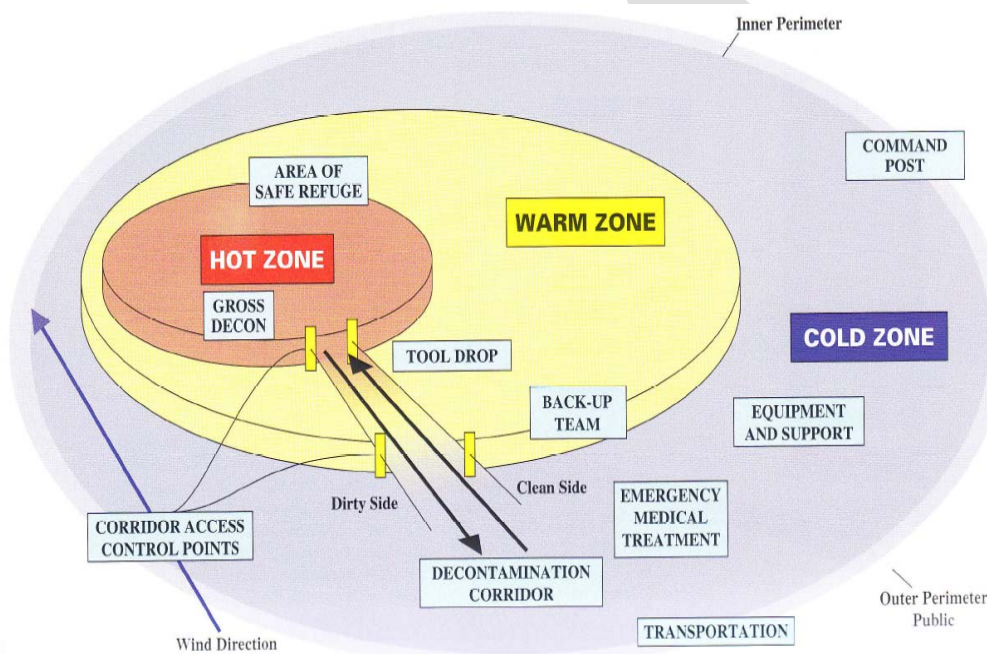 Inner Perimeter
COMMAND
POST
AREA OF
SAFE REFUGE
WARM ZONE
HOT ZONE
GROSS
DECON
COLD ZONE
TOOL DROP
BACK-UP
TEAM
EQUIPMENT
AND SUPPORT
Clean Side
Dirty Side
EMERGENCY
MEDICAL
TREATMENT
CORRIDOR ACCESS
CONTROL POINTS
DECONTAMINATION
CORRIDOR
Outer Perimeter
Public
TRANSPORTATION
Wind Direction